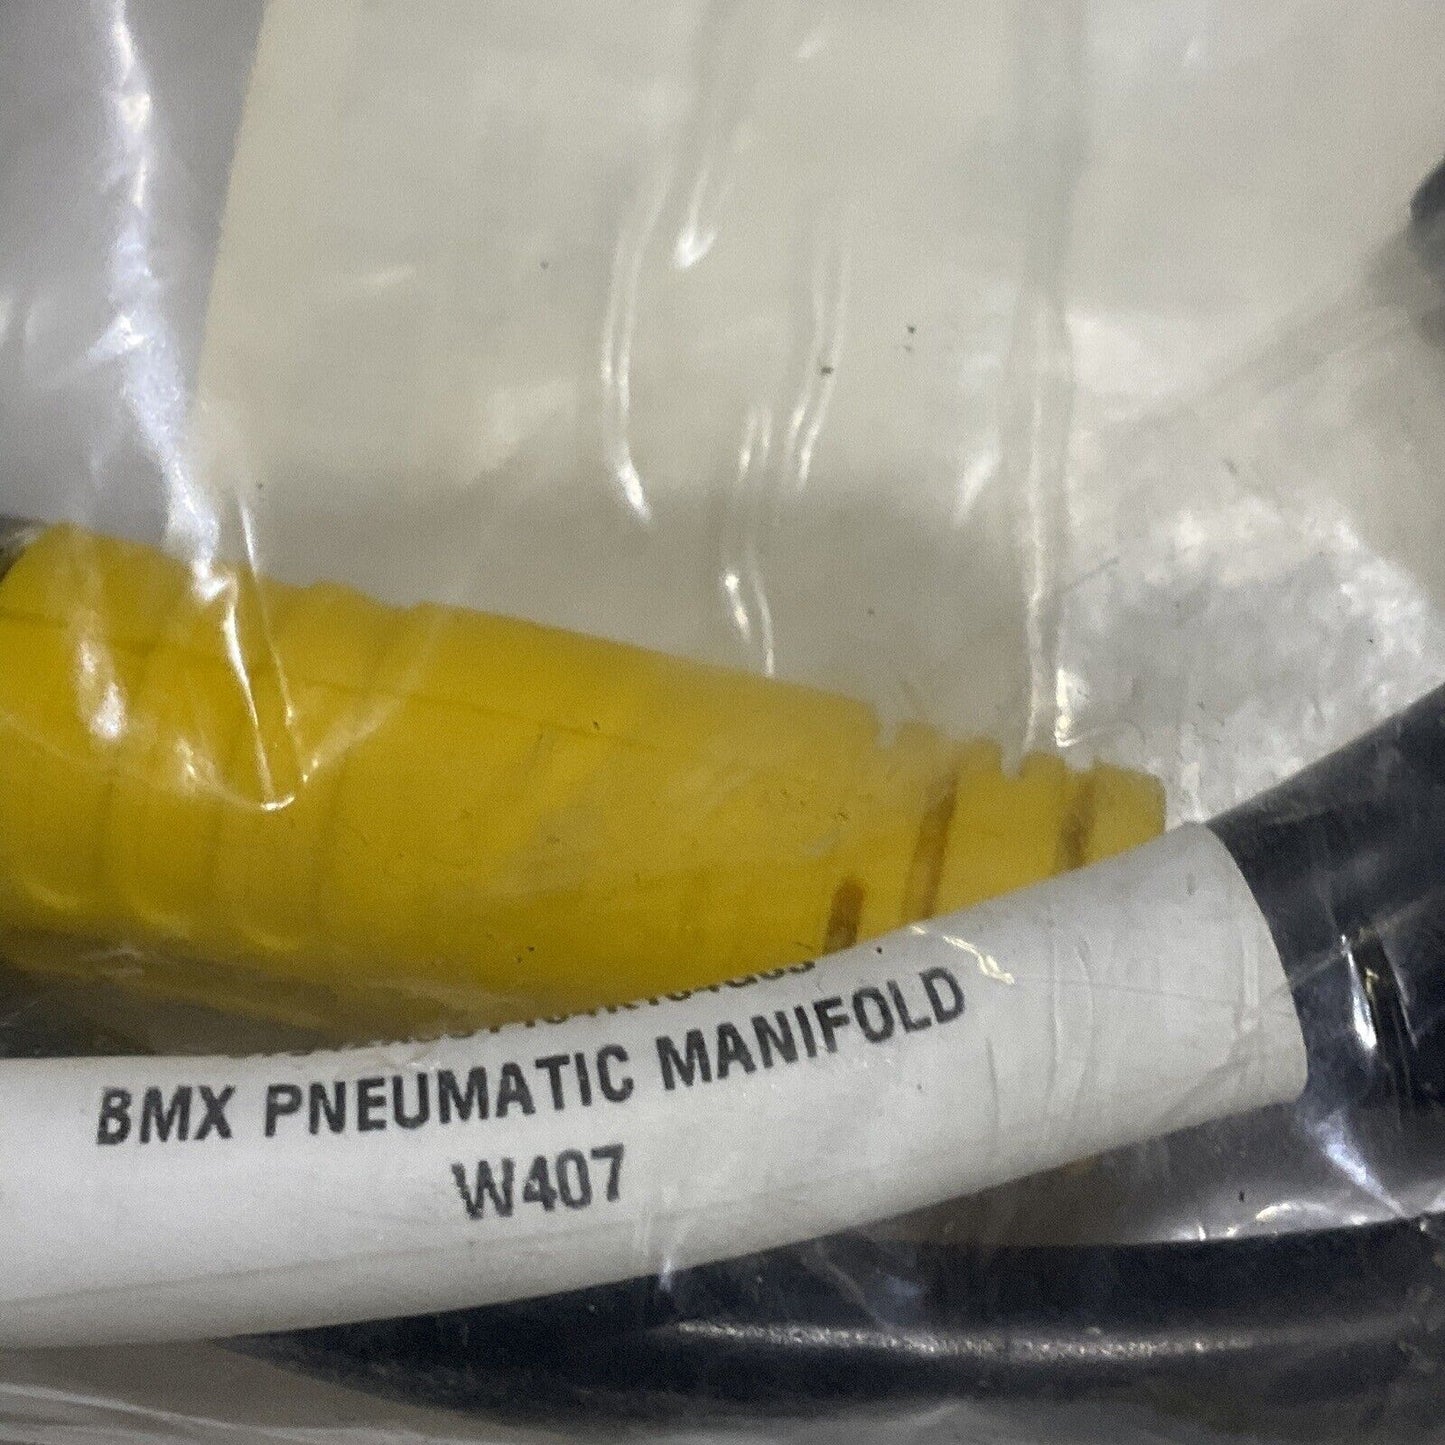 BMX PNEUMATIC MANIFOLD
W407